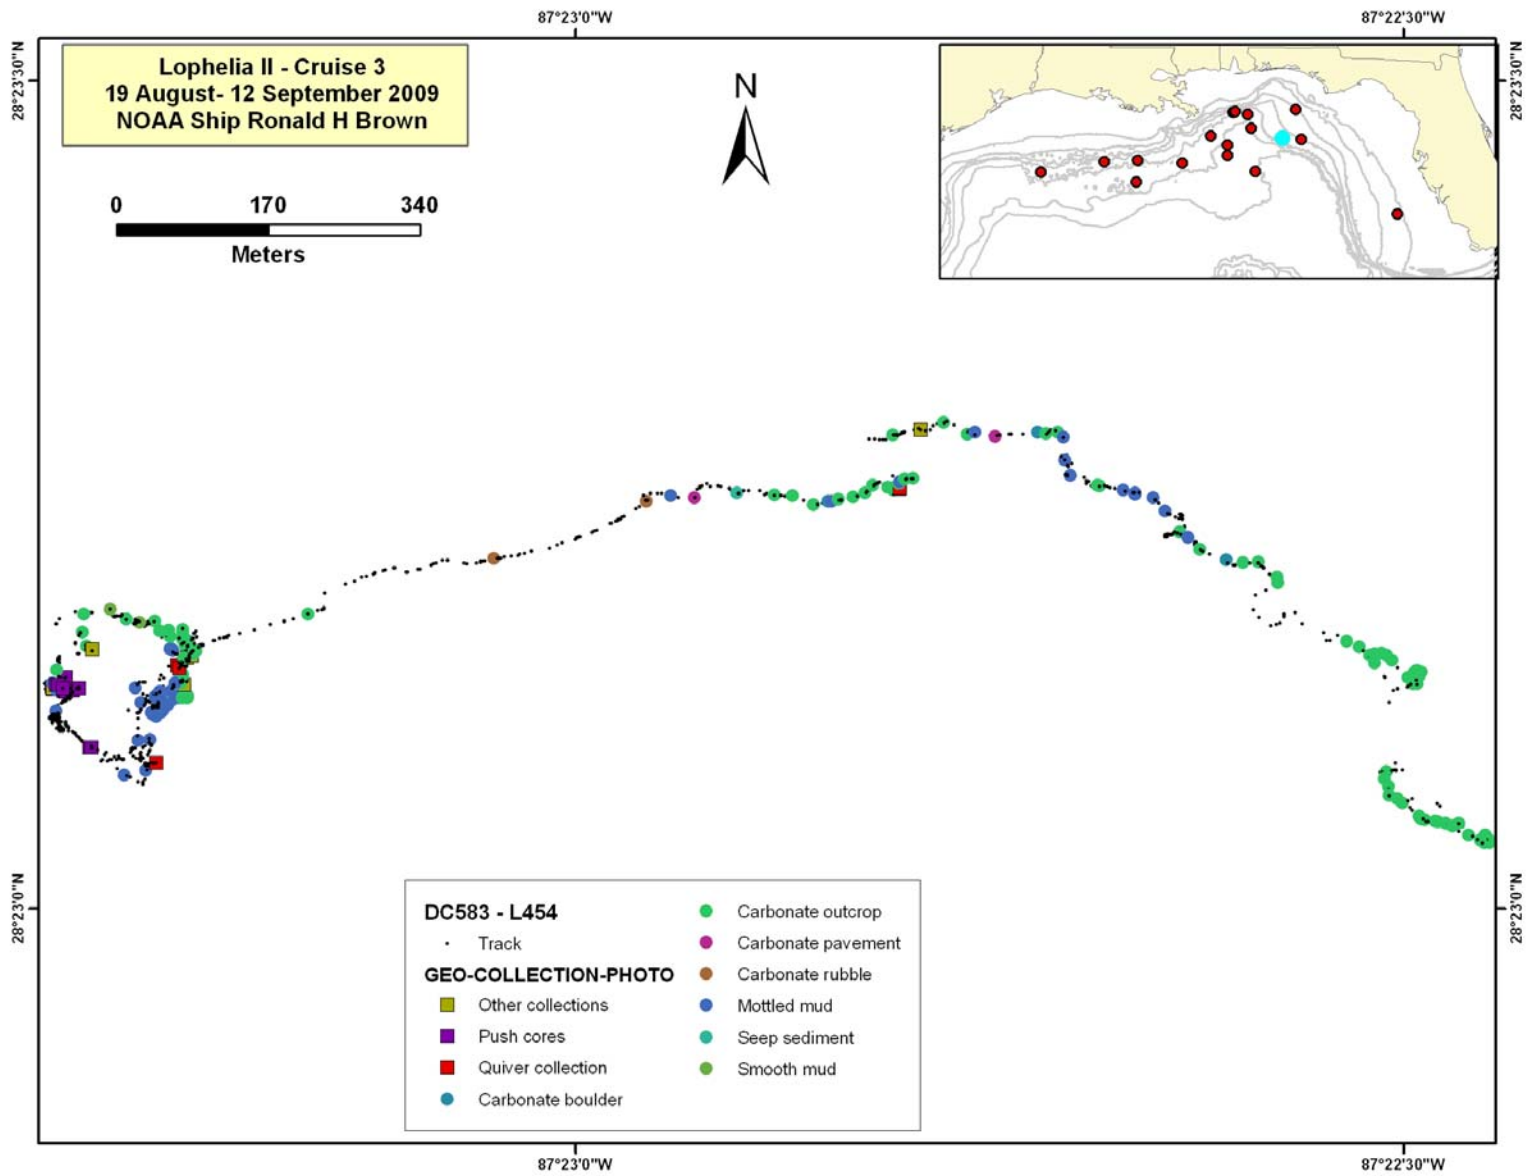 87°23'0"W
87°22'30"W
28°23'30"N
28°23'30"N
Lophelia II - Cruise 3
19 August- 12 September 2009
NOAA Ship Ronald H Brown
N
0 170 340
Meters
28°23'0"N
28°23'0"N
DC583 - L454
Track
GEO-COLLECTION-PHOTO
Other collections
Push cores
Quiver collection
Carbonate boulder
Carbonate outcrop
Carbonate pavement
Carbonate rubble
Mottled mud
Seep sediment
Smooth mud
87°23'0"W
87°22'30"W